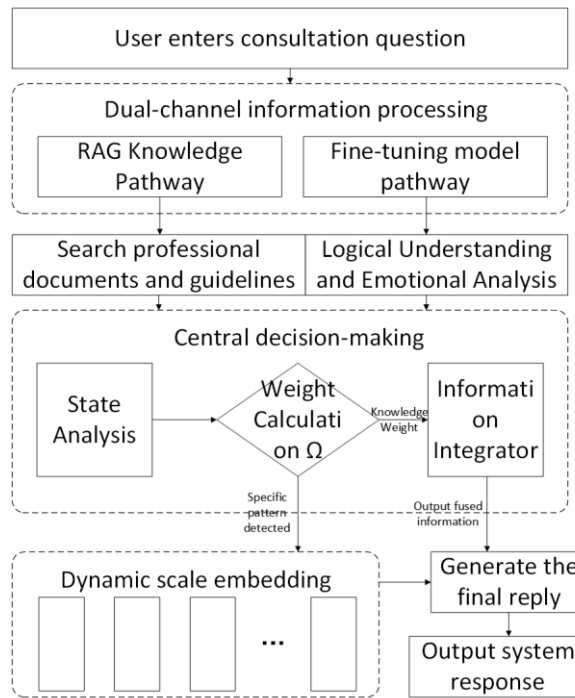 User enters consultation question
Dual-channel information processing
RAG Knowledge
Pathway
Fine-tuning model
pathway
Search professional
documents and guidelines
Logical Understanding
and Emotional Analysis
Central decision-making
State
Analysis
Weight
Calculati
on Ω
Knowledge
Weight
Informati
on
Integrator
Specific
pattern
detected
Output fused
information
Dynamic scale embedding
...
Generate the
final reply
Output system
response